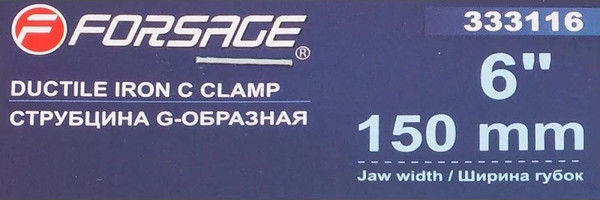 FORSAGE®
333116
DUCTILE IRON C CLAMP
СТРУБЦИНА G-ОБРАЗНАЯ
6"
150 mm
Jaw width / Ширина губок